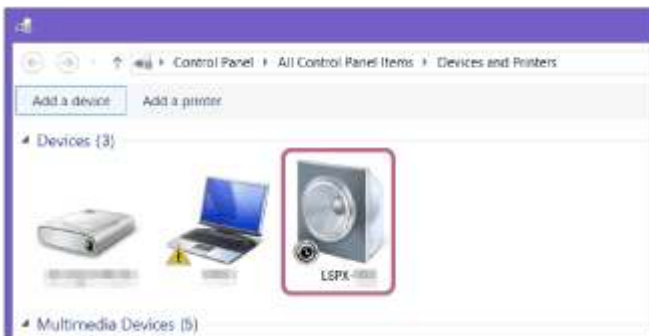 Control Panel ▸ All Control Panel Items ▸ Devices and Printers
Add a device Add a printer
Devices (3)
LSPX-
Multimedia Devices (5)